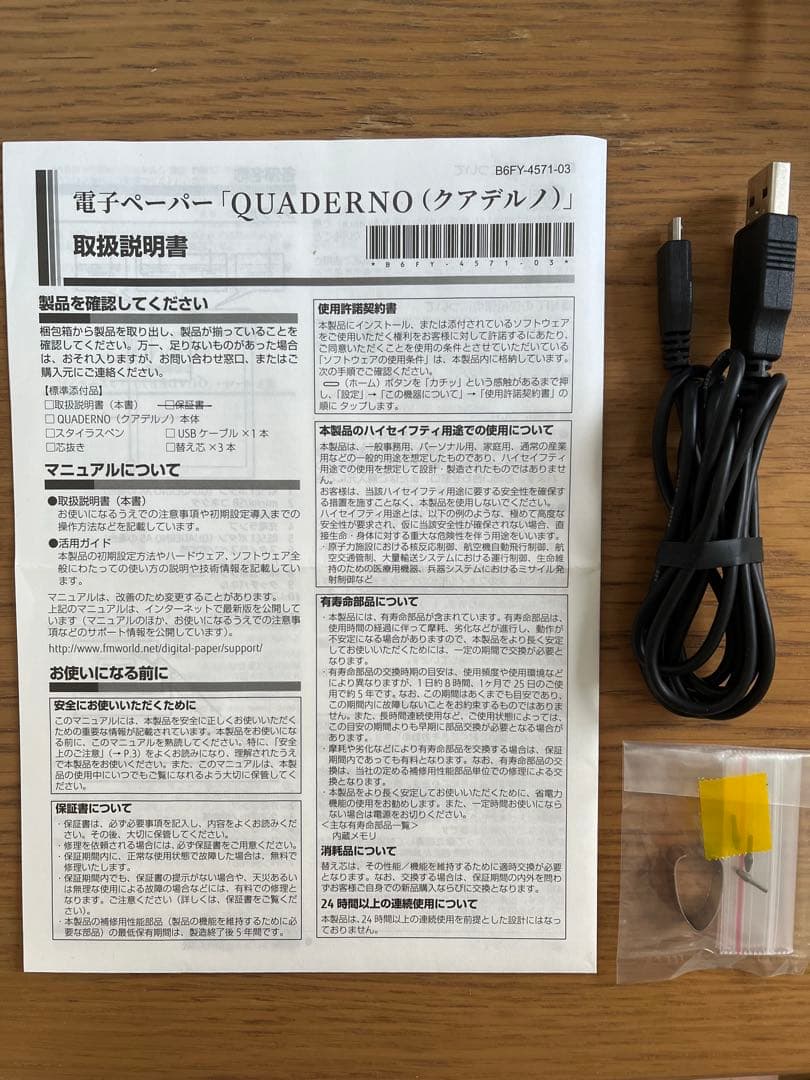 B6FY-4571-03
電子ペーパー「QUADERNO（クアデルノ）」
取扱説明書
*B6FY-4571-03*
製品を確認してください
梱包箱から製品を取り出し、製品が揃っていることを
確認してください。万一、足りないものがあった場合
は、おそれ入りますが、お問い合わせ窓口、またはご
購入元にご連絡ください。
【標準添付品】
□取扱説明書（本書） □保証書
□QUADERNO（クアデルノ）本体
□スタイラスペン □USBケーブル×1本
□芯抜き □替え芯×3本
マニュアルについて
●取扱説明書（本書）
お使いになるうえでの注意事項や初期設定導入までの
操作方法などを記載しています。
●活用ガイド
本製品の初期設定方法やハードウェア、ソフトウェア全
般にわたっての使い方の説明や技術情報を記載してい
ます。
マニュアルは、改善のため変更することがあります。
上記のマニュアルは、インターネットで最新版を公開して
います（マニュアルのほか、お使いになるうえでの注意事
項などのサポート情報を公開しています）。
http://www.fmworld.net/digital-paper/support/
お使いになる前に
安全にお使いいただくために
このマニュアルには、本製品を安全に正しくお使いいただく
ための重要な情報が記載されています。本製品をお使いにな
る前に、このマニュアルを熟読してください。特に、「安全
上のご注意」（→P.3）をよくお読みになり、理解されたうえ
で本製品をお使いください。また、このマニュアルは、本製
品の使用中にいつでもご覧になれるよう大切に保管してく
ださい。
保証書について
・保証書は、必ず必要事項を記入し、内容をよくお読みくだ
さい。その後、大切に保管してください。
・修理を依頼される場合には、必ず保証書をご用意ください。
・保証期間内に、正常な使用状態で故障した場合は、無料で
修理いたします。
・保証期間内でも、保証書の提示がない場合や、天災あるい
は無理な使用による故障の場合などには、有料での修理と
なります。ご注意ください（詳しくは、保証書をご覧くだ
さい）。
・本製品の補修用性能部品（製品の機能を維持するために必
要な部品）の最低保有期間は、製造終了後5年間です。
使用許諾契約書
本製品にインストール、または添付されているソフトウェア
をご使用いただく権利をお客様に対して許諾するにあたり、
ご同意いただくことを使用の条件とさせていただいている
「ソフトウェアの使用条件」は、本製品内に格納しています。
次の手順でご確認ください。
（ホーム）ボタンを「カチッ」という感触があるまで押
し、「設定」→「この機器について」→「使用許諾契約書」の
順に タップします。
本製品のハイセイフティ用途での使用について
本製品は、一般事務用、パーソナル用、家庭用、通常の産業
用などの一般的用途を想定したものであり、ハイセイフティ
用途での使用を想定して設計・製造されたものではありませ
ん。
お客様は、当該ハイセイフティ用途に要する安全性を確保す
る措置を施すことなく、本製品を使用しないでください。
ハイセイフティ用途とは、以下の例のような、極めて高度な
安全性が要求され、仮に当該安全性が確保されない場合、直
接生命・身体に対する重大な危険性を伴う用途をいいます。
・原子力施設における核反応制御、航空機自動飛行制御、航
空交通管制、大量輸送システムにおける運行制御、生命維
持のための医療用機器、兵器システムにおけるミサイル発
射制御など
有寿命部品について
・本製品には、有寿命部品が含まれています。有寿命部品は、
使用時間の経過に伴って摩耗、劣化などが進行し、動作が
不安定になる場合がありますので、本製品をより長く安定し
てお使いいただくためには、一定の期間で交換が必要と
なります。
・有寿命部品の交換時期の目安は、使用頻度や使用環境など
により異なりますが、1日約8時間、1ヶ月で25日のご使
用で約5年です。なお、この期間はあくまでも目安であり、
この期間内に故障しないことをお約束するものではありま
せん。また、長時間連続使用など、ご使用状態によっては、
この目安の期間よりも早期に部品交換が必要となる場合が
あります。
・摩耗や劣化などにより有寿命部品を交換する場合は、保証
期間内であっても有料となります。なお、有寿命部品の交
換は、当社の定める補修用性能部品単位での修理による交
換となります。
・本製品をより長く安定してお使いいただくために、省電力
機能の使用をお勧めします。また、一定時間お使いになら
ない場合は電源をお切りください。
＜主な有寿命部品一覧＞
内蔵メモリ
消耗品について
替え芯は、その性能／機能を維持するために適時交換が必要
となります。なお、交換する場合は、保証期間の内外を問わ
ずお客様ご自身での新品購入ならびに交換となります。
24時間以上の連続使用について
本製品は、24時間以上の連続使用を前提とした設計にはなっ
ておりません。